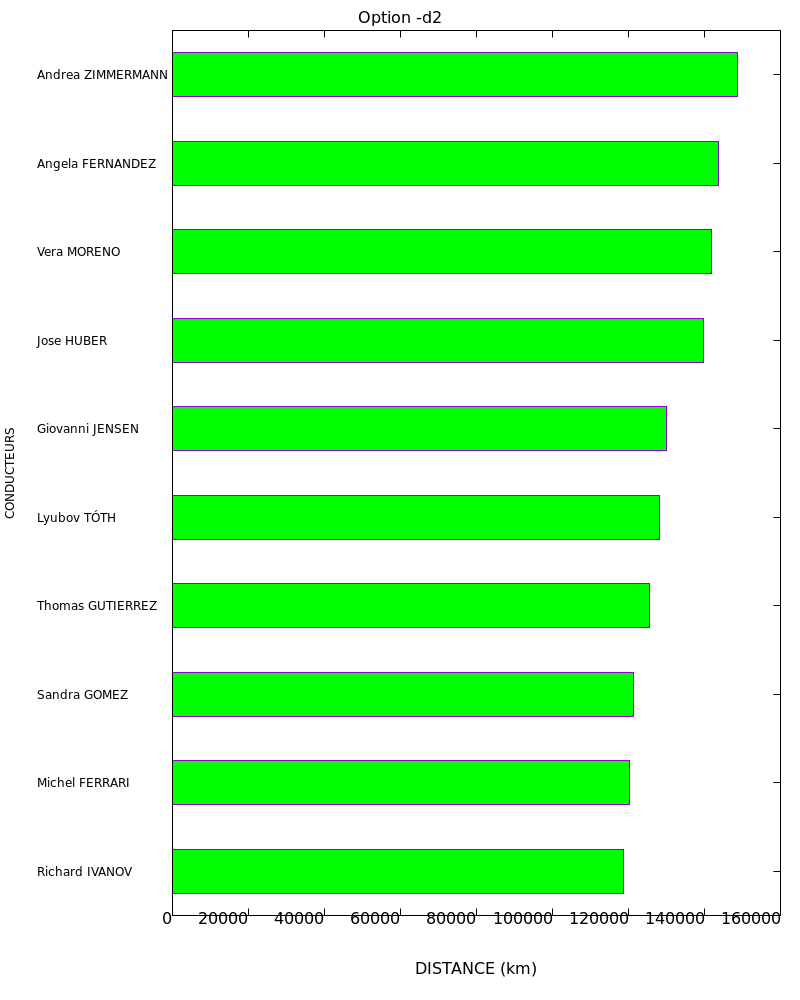 Option -d2
Andrea ZIMMERMANN
Angela FERNANDEZ
Vera MORENO
Jose HUBER
Giovanni JENSEN
CONDUCTEURS
Lyubov TÓTH
Thomas GUTIERREZ
Sandra GOMEZ
Michel FERRARI
Richard IVANOV
0 20000 40000 60000 80000 100000 120000 140000 160000
DISTANCE (km)